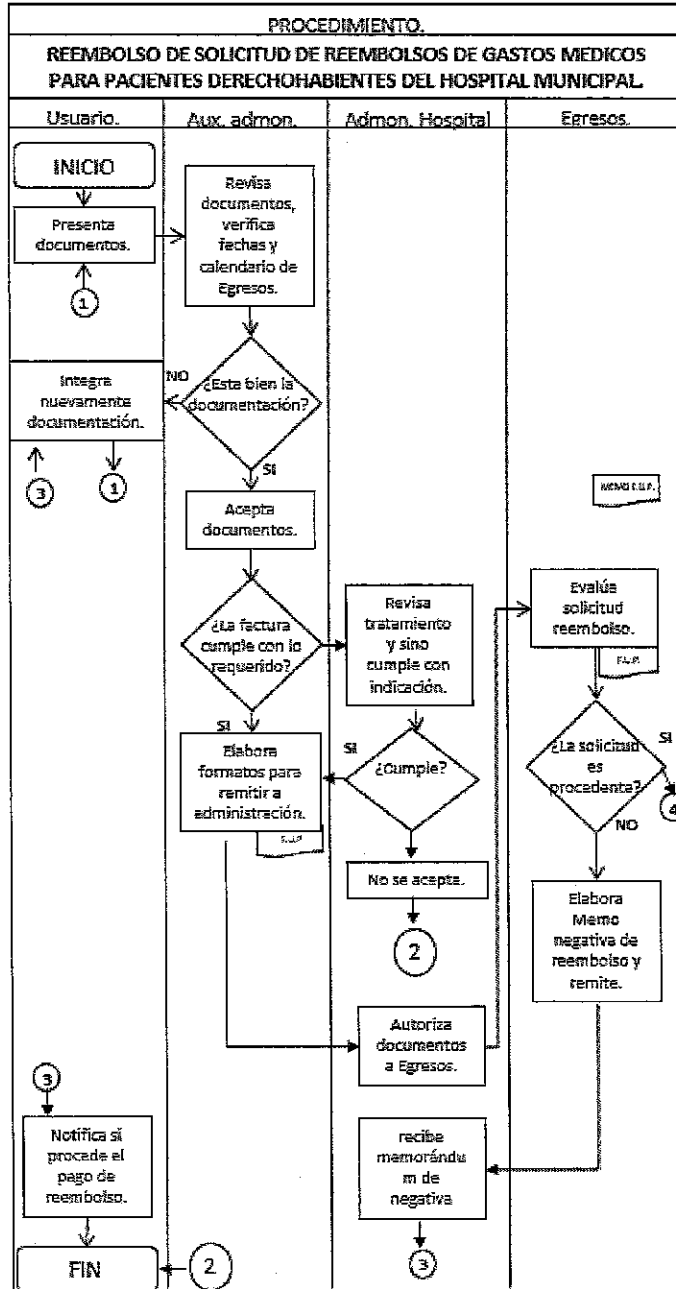 PROCEDIMIENTO.
REEMBOLSO DE SOLICITUD DE REEMBOLSOS DE GASTOS MEDICOS
PARA PACIENTES DERECHOHABIENTES DEL HOSPITAL MUNICIPAL.
Usuario.
Aux. admon.
Admon. Hospital
Egresos.
INICIO
Presenta
documentos.
1
Revisa
documentos,
verifica
fechas y
calendario de
Egresos.
Integra
nuevamente
documentación.
3
1
NO
¿Esta bien la
documentación?
SI
Acepta
documentos.
¿La factura
cumple con lo
requerido?
SI
Elabora
formatos para
remitir a
administración.
Revisa
tratamiento
y sino
cumple con
indicación.
SI
¿Cumple?
No se acepta.
2
MEMO
Evalúa
solicitud
reembolso.
¿La solicitud
es
procedente?
SI
4
NO
Elabora
Memo
negativa de
reembolso y
remite.
Autoriza
documentos
a Egresos.
recibe
memorándu
m de
negativa
3
3
Notifica si
procede el
pago de
reembolso.
FIN
2